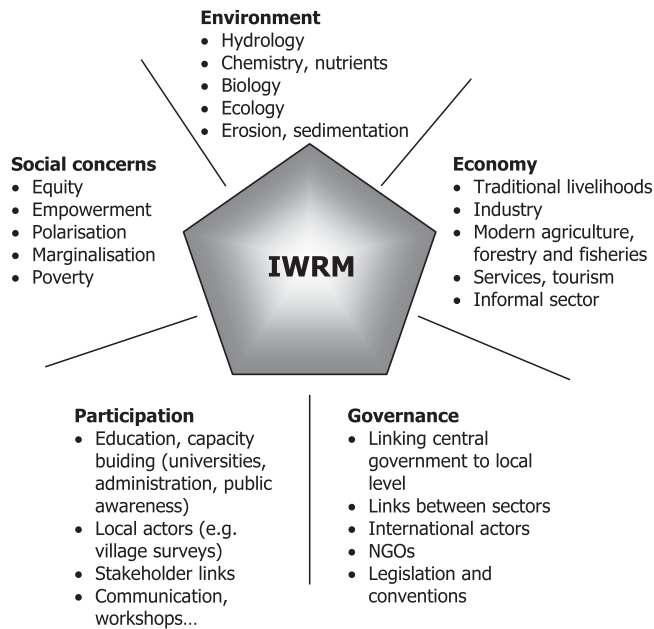 Environment
• Hydrology
• Chemistry, nutrients
• Biology
• Ecology
• Erosion, sedimentation
Social concerns
• Equity
• Empowerment
• Polarisation
• Marginalisation
• Poverty
Economy
• Traditional livelihoods
• Industry
• Modern agriculture,
forestry and fisheries
• Services, tourism
• Informal sector
IWRM
Participation
• Education, capacity
buiding (universities,
administration, public
awareness)
• Local actors (e.g.
village surveys)
• Stakeholder links
• Communication,
workshops…
Governance
• Linking central
government to local
level
• Links between sectors
• International actors
• NGOs
• Legislation and
conventions